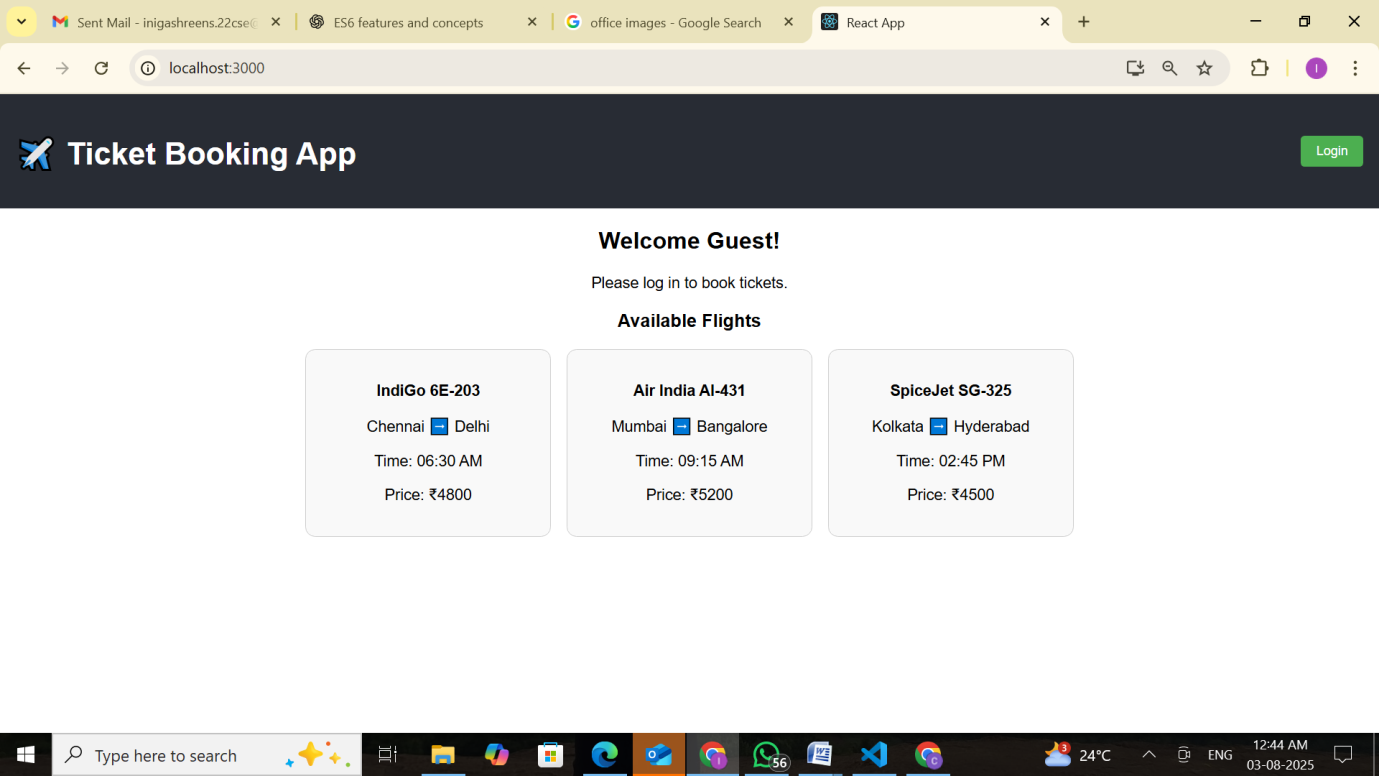 Sent Mail - inigashreens.22cse@
ES6 features and concepts
office images - Google Search
React App
localhost:3000
I
✈️ Ticket Booking App
Login
Welcome Guest!
Please log in to book tickets.
Available Flights
IndiGo 6E-203
Chennai ➡️ Delhi
Time: 06:30 AM
Price: ₹4800
Air India AI-431
Mumbai ➡️ Bangalore
Time: 09:15 AM
Price: ₹5200
SpiceJet SG-325
Kolkata ➡️ Hyderabad
Time: 02:45 PM
Price: ₹4500
Type here to search
I
56
C
3
24°C
ENG
12:44 AM
03-08-2025